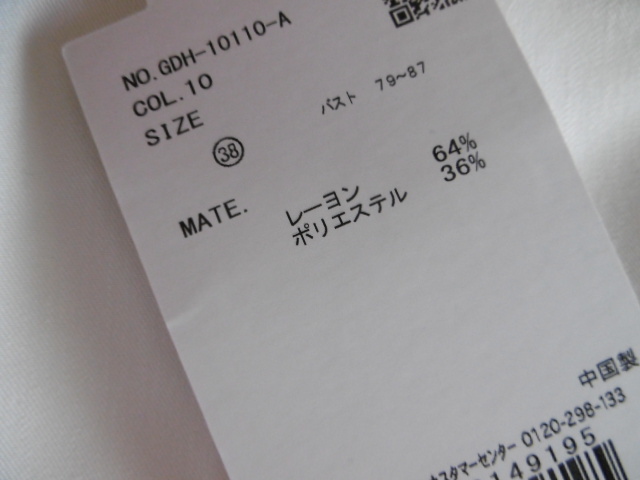 NO.GDH-10110-A
COL.10
SIZE
バスト 79~87
38
MATE. レーヨン 64%
ポリエステル 36%
中国製
カスタマーセンター 0120-298-133
149195